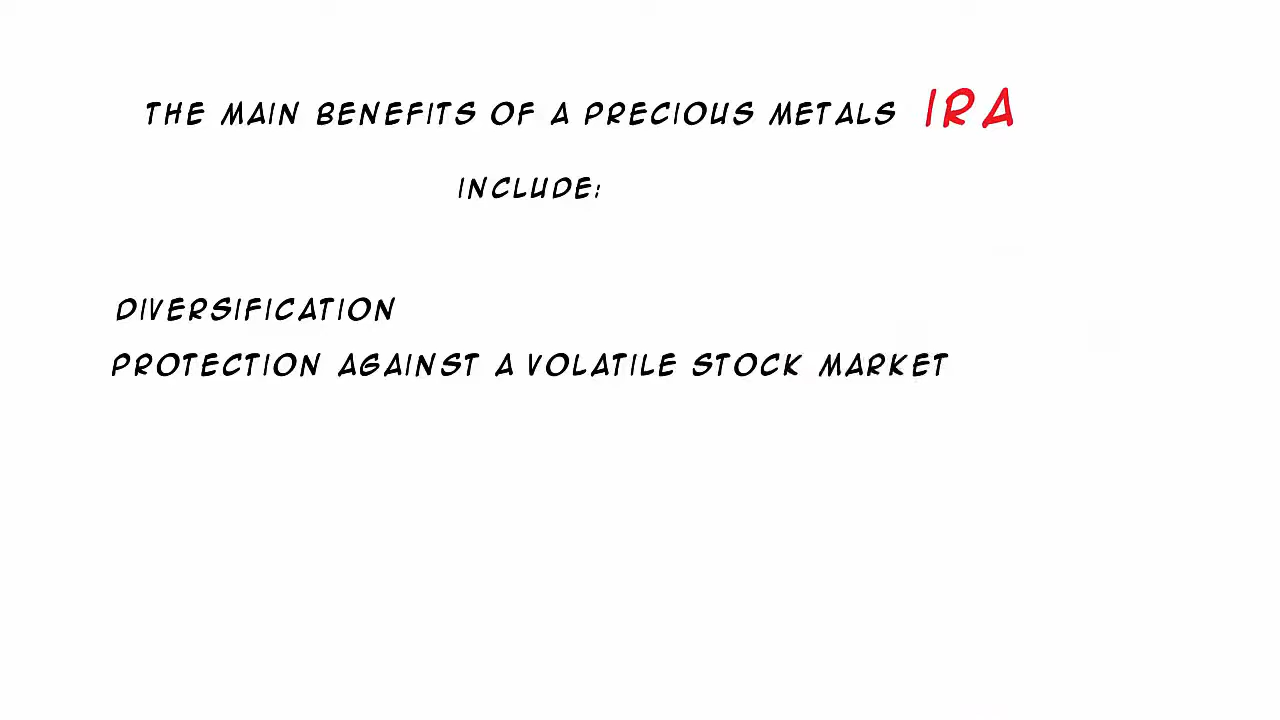 THE MAIN BENEFITS OF A PRECIOUS METALS IRA
INCLUDE:
DIVERSIFICATION
PROTECTION AGAINST A VOLATILE STOCK MARKET